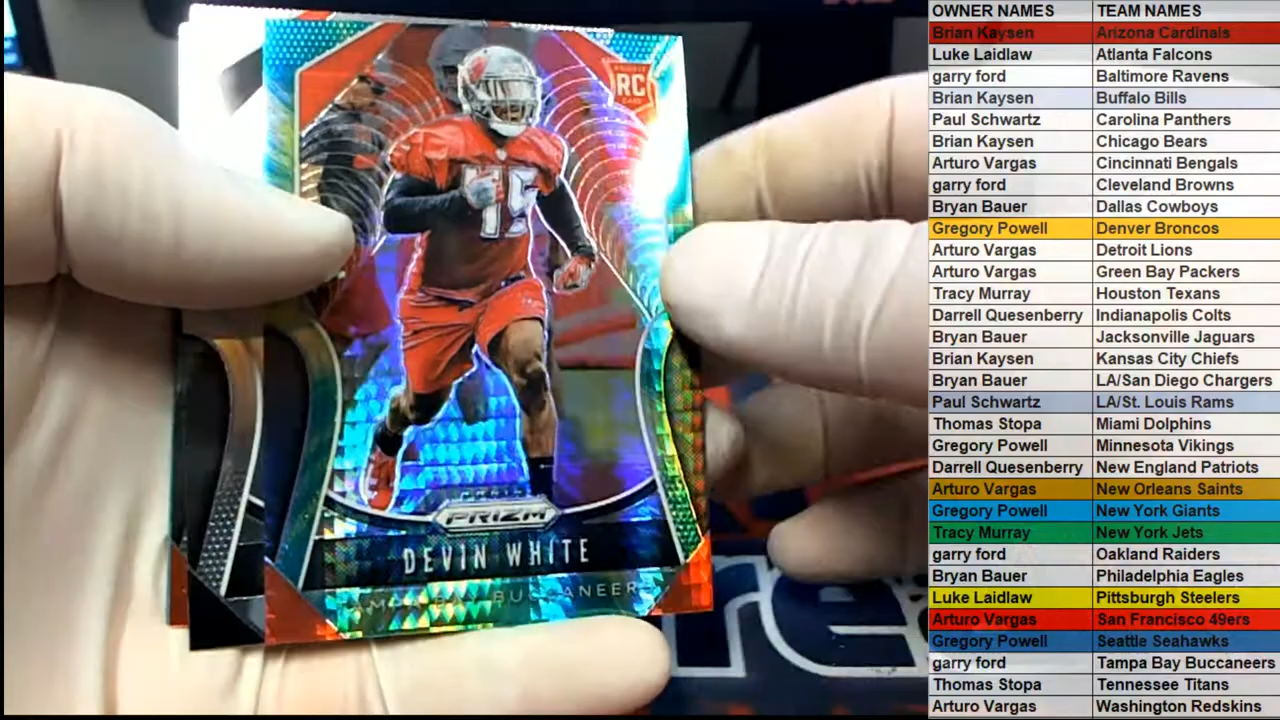 RC
45
PRIZM
DEVIN WHITE
TAMPA BAY BUCCANEERS
OWNER NAMES TEAM NAMES
Brian Kaysen Arizona Cardinals
Luke Laidlaw Atlanta Falcons
garry ford Baltimore Ravens
Brian Kaysen Buffalo Bills
Paul Schwartz Carolina Panthers
Brian Kaysen Chicago Bears
Arturo Vargas Cincinnati Bengals
garry ford Cleveland Browns
Bryan Bauer Dallas Cowboys
Gregory Powell Denver Broncos
Arturo Vargas Detroit Lions
Arturo Vargas Green Bay Packers
Tracy Murray Houston Texans
Darrell Quesenberry Indianapolis Colts
Bryan Bauer Jacksonville Jaguars
Brian Kaysen Kansas City Chiefs
Bryan Bauer LA/San Diego Chargers
Paul Schwartz LA/St. Louis Rams
Thomas Stopa Miami Dolphins
Gregory Powell Minnesota Vikings
Darrell Quesenberry New England Patriots
Arturo Vargas New Orleans Saints
Gregory Powell New York Giants
Tracy Murray New York Jets
garry ford Oakland Raiders
Bryan Bauer Philadelphia Eagles
Luke Laidlaw Pittsburgh Steelers
Arturo Vargas San Francisco 49ers
Gregory Powell Seattle Seahawks
garry ford Tampa Bay Buccaneers
Thomas Stopa Tennessee Titans
Arturo Vargas Washington Redskins